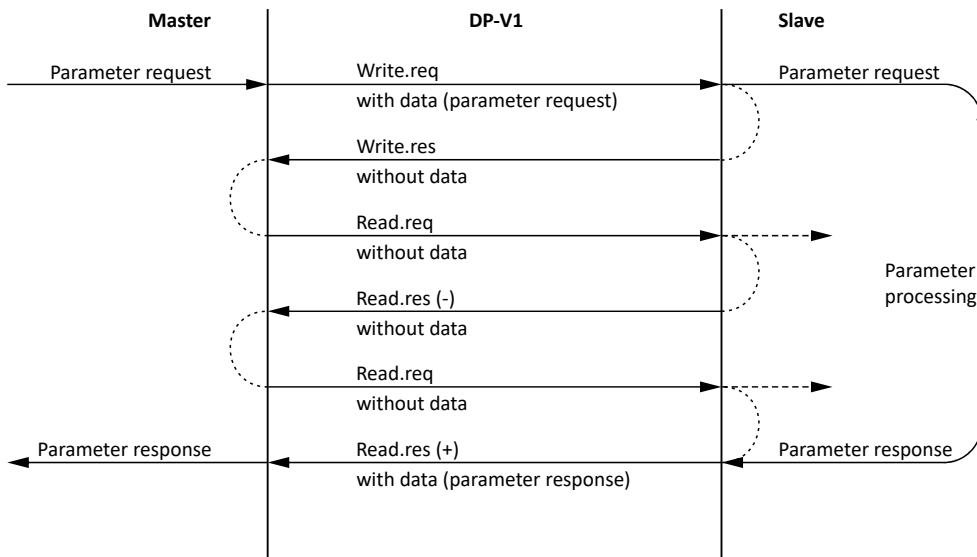 Master DP-V1 Slave
Parameter request Write.req Parameter request
with data (parameter request)
Write.res
without data
Read.req
without data
Parameter
processing
Read.res (-)
without data
Read.req
without data
Parameter response Read.res (+) Parameter response
with data (parameter response)